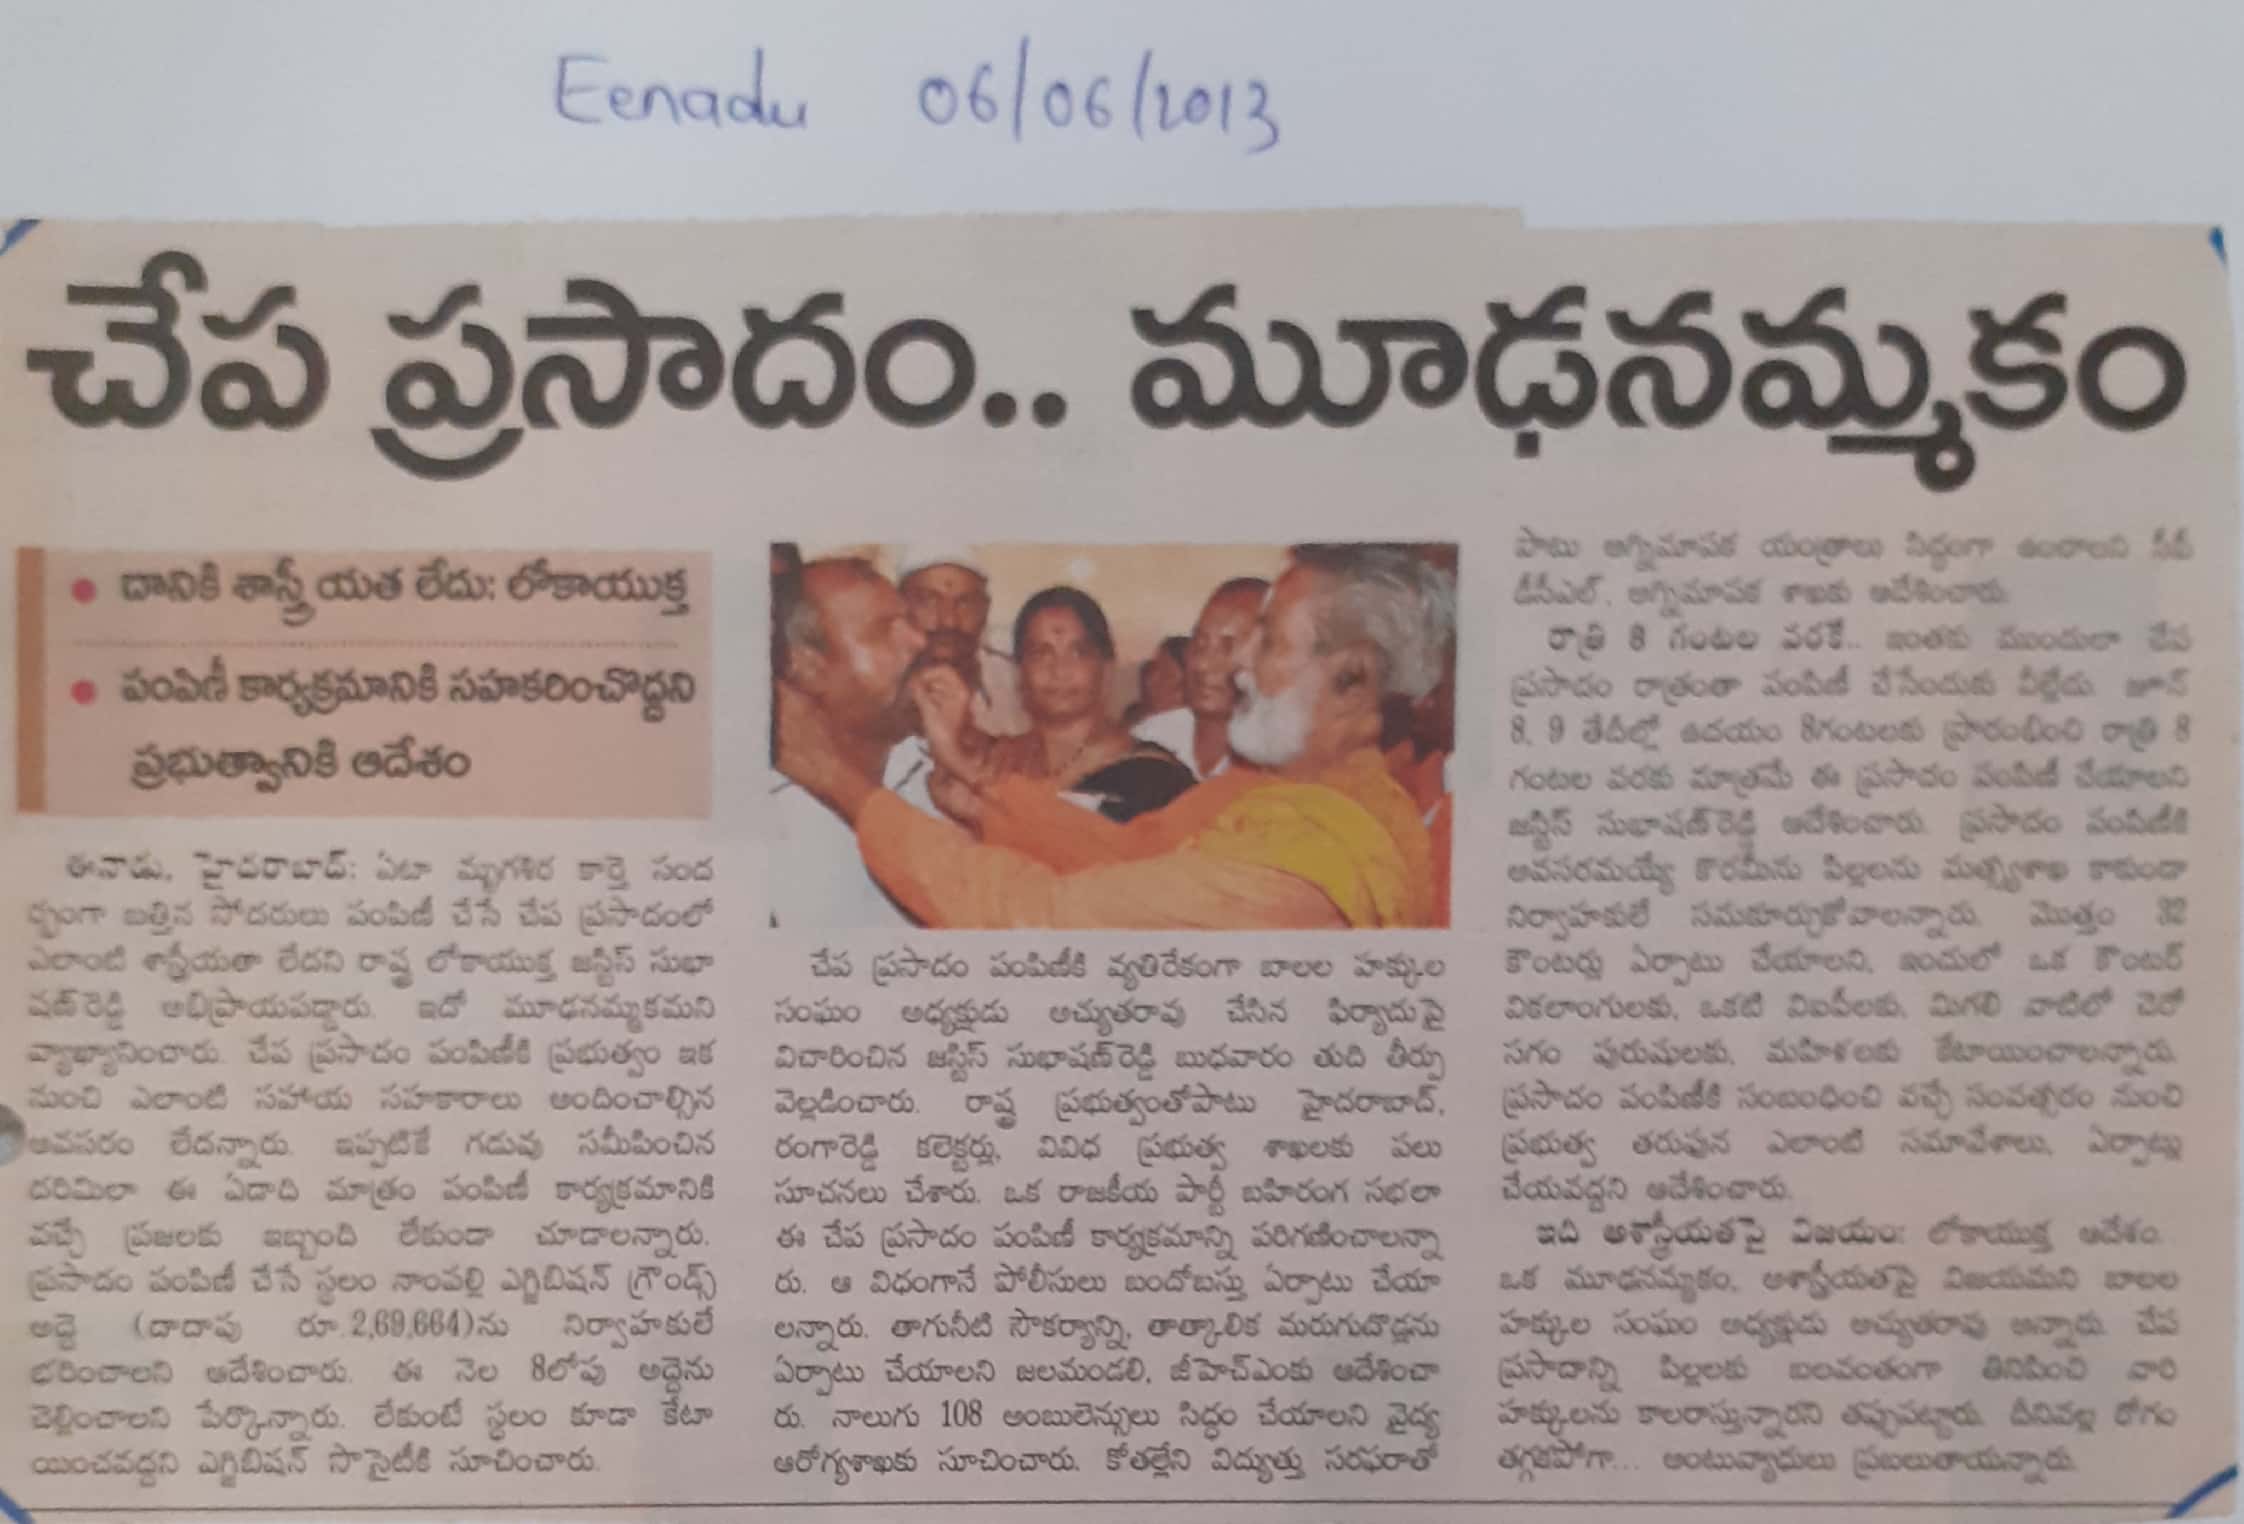 Eenadu 06/06/2013
చేప ప్రసాదం.. మూఢనమ్మకం
• దానికి శాస్త్రీయత లేదు: లోకాయుక్త
• పంపిణీ కార్యక్రమానికి సహకరించొద్దని
ప్రభుత్వానికి ఆదేశం
ఈనాడు, హైదరాబాద్: ఏటా మృగశిర కార్తె సంద
ర్భంగా బత్తిన సోదరులు పంపిణీ చేసే చేప ప్రసాదంలో
ఎలాంటి శాస్త్రీయతా లేదని రాష్ట్ర లోకాయుక్త జస్టిస్ సుభా
షణ్‌రెడ్డి అభిప్రాయపడ్డారు. ఇదో మూఢనమ్మకమని
వ్యాఖ్యానించారు. చేప ప్రసాదం పంపిణీకి ప్రభుత్వం ఇక
నుంచి ఎలాంటి సహాయ సహకారాలు అందించాల్సిన
అవసరం లేదన్నారు. ఇప్పటికే గడువు సమీపించిన
దరిమిలా ఈ ఏడాది మాత్రం పంపిణీ కార్యక్రమానికి
వచ్చే ప్రజలకు ఇబ్బంది లేకుండా చూడాలన్నారు.
ప్రసాదం పంపిణీ చేసే స్థలం నాంపల్లి ఎగ్జిబిషన్ గ్రౌండ్స్
అద్దె (దాదాపు రూ.2,69,664)ను నిర్వాహకులే
భరించాలని ఆదేశించారు. ఈ నెల 8లోపు అద్దెను
చెల్లించాలని పేర్కొన్నారు. లేకుంటే స్థలం కూడా కేటా
యించవద్దని ఎగ్జిబిషన్ సొసైటీకి సూచించారు.
చేప ప్రసాదం పంపిణీకి వ్యతిరేకంగా బాలల హక్కుల
సంఘం అధ్యక్షుడు అచ్యుతరావు చేసిన ఫిర్యాదుపై
విచారించిన జస్టిస్ సుభాషణ్‌రెడ్డి బుధవారం తుది తీర్పు
వెల్లడించారు. రాష్ట్ర ప్రభుత్వంతోపాటు హైదరాబాద్,
రంగారెడ్డి కలెక్టర్లు, వివిధ ప్రభుత్వ శాఖలకు పలు
సూచనలు చేశారు. ఒక రాజకీయ పార్టీ బహిరంగ సభలా
ఈ చేప ప్రసాదం పంపిణీ కార్యక్రమాన్ని పరిగణించాలన్నా
రు. ఆ విధంగానే పోలీసులు బందోబస్తు ఏర్పాటు చేయా
లన్నారు. తాగునీటి సౌకర్యాన్ని, తాత్కాలిక మరుగుదొడ్లను
ఏర్పాటు చేయాలని జలమండలి, జీహెచ్ఎంకు ఆదేశించా
రు. నాలుగు 108 అంబులెన్సులు సిద్ధం చేయాలని వైద్య
ఆరోగ్యశాఖకు సూచించారు. కోతల్లేని విద్యుత్తు సరఫరాతో
పాటు అగ్నిమాపక యంత్రాలు సిద్ధంగా ఉండాలని సీపీ
డీసీఎల్, అగ్నిమాపక శాఖకు ఆదేశించారు.
రాత్రి 8 గంటల వరకే.. ఇంతకు ముందులా చేప
ప్రసాదం రాత్రంతా పంపిణీ చేసేందుకు వీల్లేదు. జూన్
8, 9 తేదీల్లో ఉదయం 8గంటలకు ప్రారంభించి రాత్రి 8
గంటల వరకు మాత్రమే ఈ ప్రసాదం పంపిణీ చేయాలని
జస్టిస్ సుభాషణ్‌రెడ్డి ఆదేశించారు. ప్రసాదం పంపిణీకి
అవసరమయ్యే కొరమీను పిల్లలను మత్స్యశాఖ కాకుండా
నిర్వాహకులే సమకూర్చుకోవాలన్నారు. మొత్తం 32
కౌంటర్లు ఏర్పాటు చేయాలని, ఇందులో ఒక కౌంటర్
వికలాంగులకు, ఒకటి వీఐపీలకు, మిగలి వాటిలో చెరో
సగం పురుషులకు, మహిళలకు కేటాయించాలన్నారు.
ప్రసాదం పంపిణీకి సంబంధించి వచ్చే సంవత్సరం నుంచి
ప్రభుత్వ తరుపున ఎలాంటి సమావేశాలు, ఏర్పాట్లు
చేయవద్దని ఆదేశించారు.
ఇది అశాస్త్రీయతపై విజయం: లోకాయుక్త ఆదేశం..
ఒక మూఢనమ్మకం, అశాస్త్రీయతపై విజయమని బాలల
హక్కుల సంఘం అధ్యక్షుడు అచ్యుతరావు అన్నారు. చేప
ప్రసాదాన్ని పిల్లలకు బలవంతంగా తినిపించి వారి
హక్కులను కాలరాస్తున్నారని తప్పుపట్టారు. దీనివల్ల రోగం
తగ్గకపోగా... అంటువ్యాధులు ప్రబలుతాయన్నారు.